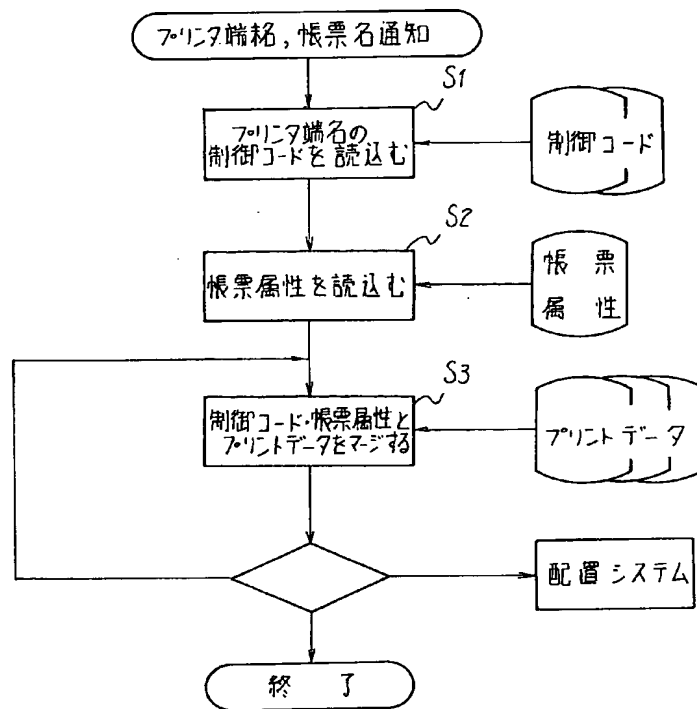 プリンタ端名,帳票名通知
S1
プリンタ端名の
制御コードを読込む
制御コード
S2
帳票属性を読込む
帳票
属性
S3
制御コード・帳票属性と
プリントデータをマージする
プリントデータ
配置システム
終了